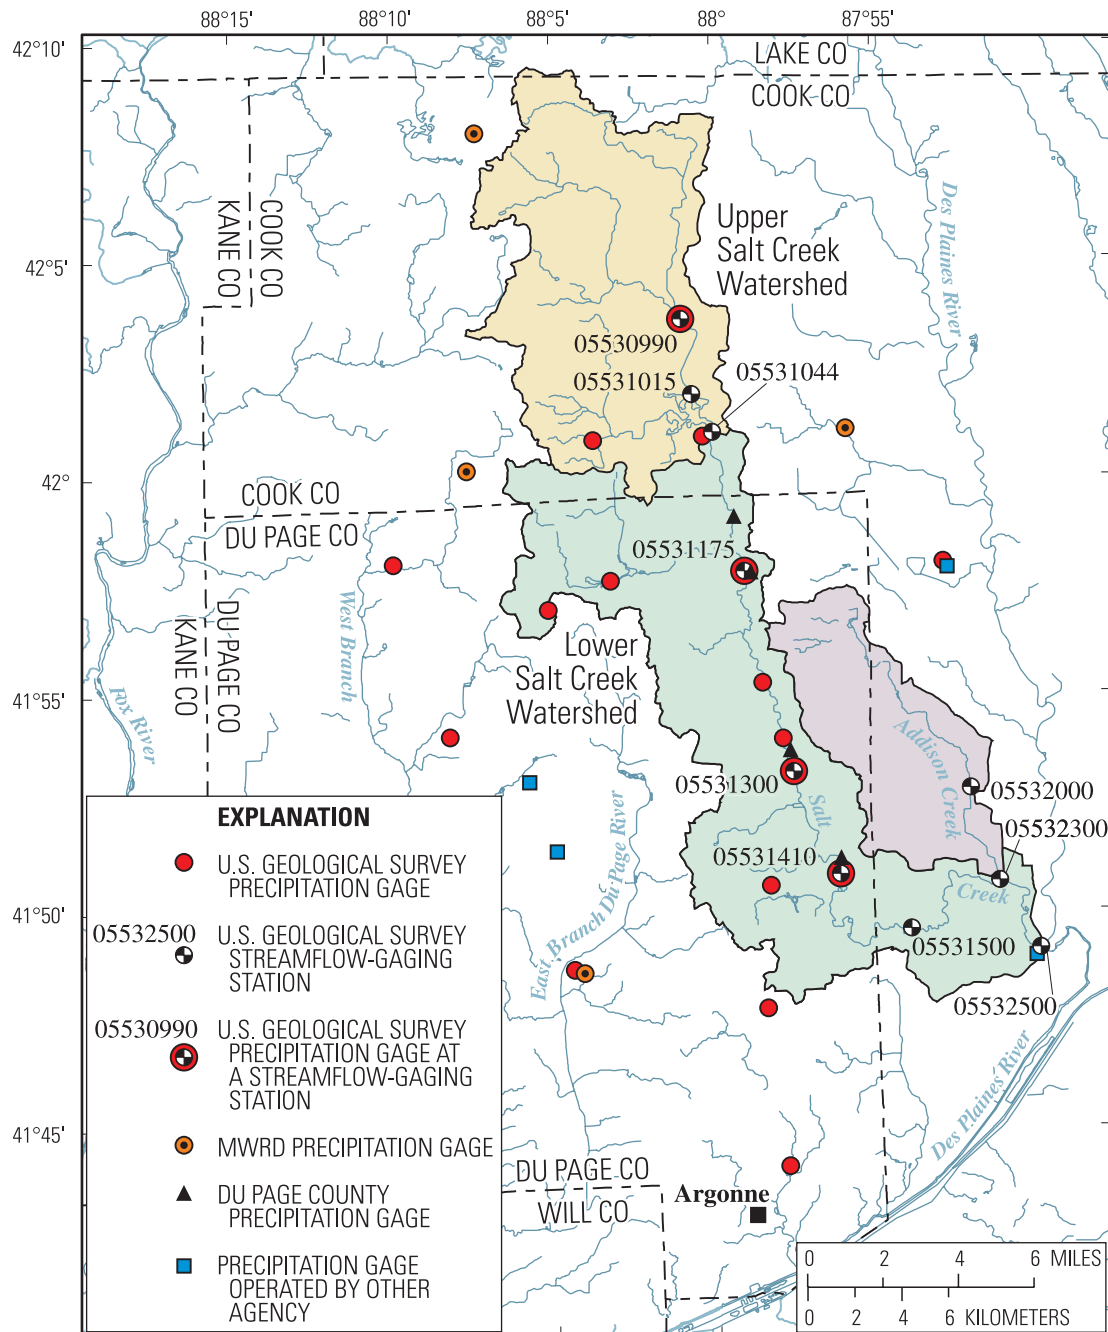 88°15' 88°10' 88°5' 88° 87°55'
42°10'
LAKE CO
COOK CO
COOK CO
KANE CO
Upper
Salt Creek
Watershed
Des Plaines River
42°5'
05530990
05531015
05531044
42°
COOK CO
DU PAGE CO
05531175
DU PAGE CO
KANE CO
West Branch
Lower
Salt Creek
Watershed
41°55'
Fox River
Addison Creek
05531300
Salt
05532000
05532300
05531410
Creek
East Branch Du Page River
41°50'
05531500
05532500
Des Plaines River
41°45'
DU PAGE CO
WILL CO
Argonne
EXPLANATION
U.S. GEOLOGICAL SURVEY
PRECIPITATION GAGE
05532500
U.S. GEOLOGICAL SURVEY
STREAMFLOW-GAGING
STATION
05530990
U.S. GEOLOGICAL SURVEY
PRECIPITATION GAGE AT
A STREAMFLOW-GAGING
STATION
MWRD PRECIPITATION GAGE
DU PAGE COUNTY
PRECIPITATION GAGE
PRECIPITATION GAGE
OPERATED BY OTHER
AGENCY
0 2 4 6 MILES
0 2 4 6 KILOMETERS